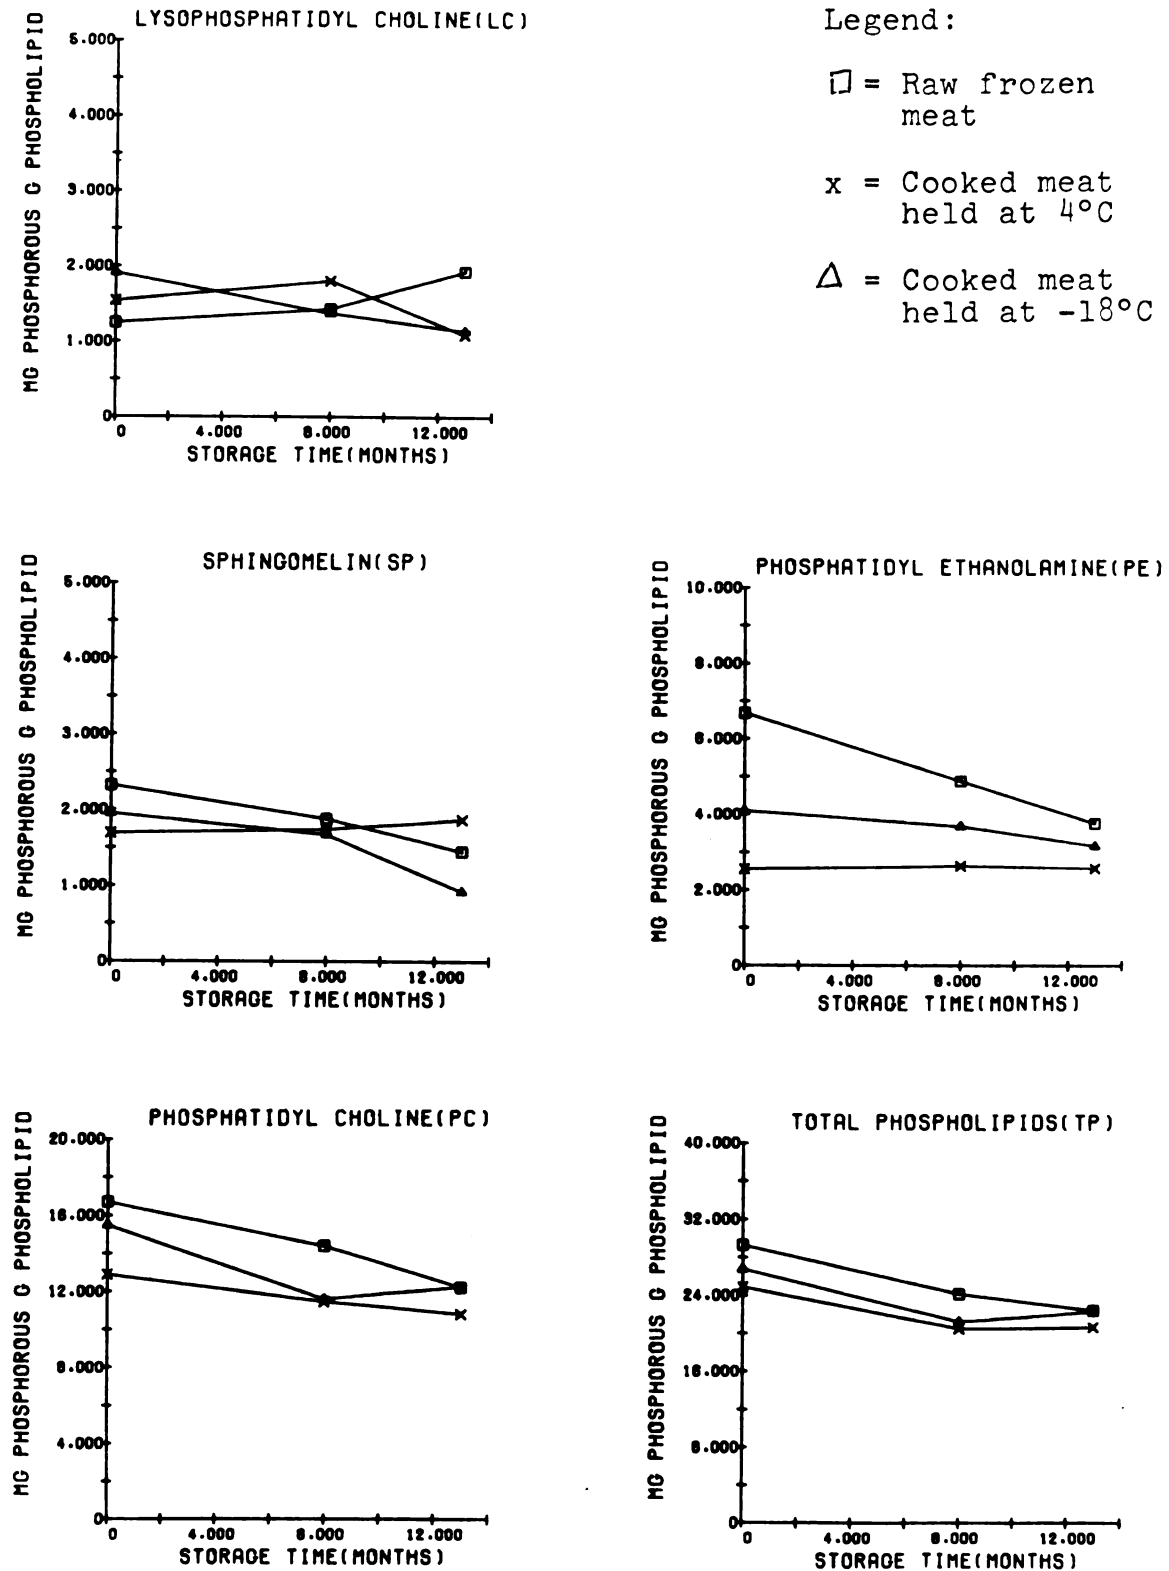 LYSOPHOSPHATIDYL CHOLINE(LC)
MG PHOSPHOROUS G PHOSPHOLIPID
5.000
4.000
3.000
2.000
1.000
0
0 4.000 8.000 12.000
STORAGE TIME(MONTHS)
Legend:
□ = Raw frozen
meat
x = Cooked meat
held at 4°C
△ = Cooked meat
held at -18°C
SPHINGOMELIN(SP)
MG PHOSPHOROUS G PHOSPHOLIPID
5.000
4.000
3.000
2.000
1.000
0
0 4.000 8.000 12.000
STORAGE TIME(MONTHS)
PHOSPHATIDYL ETHANOLAMINE(PE)
MG PHOSPHOROUS G PHOSPHOLIPID
10.000
8.000
6.000
4.000
2.000
0
0 4.000 8.000 12.000
STORAGE TIME(MONTHS)
PHOSPHATIDYL CHOLINE(PC)
MG PHOSPHOROUS G PHOSPHOLIPID
20.000
16.000
12.000
8.000
4.000
0
0 4.000 8.000 12.000
STORAGE TIME(MONTHS)
TOTAL PHOSPHOLIPIDS(TP)
MG PHOSPHOROUS G PHOSPHOLIPID
40.000
32.000
24.000
16.000
8.000
0
0 4.000 8.000 12.000
STORAGE TIME(MONTHS)